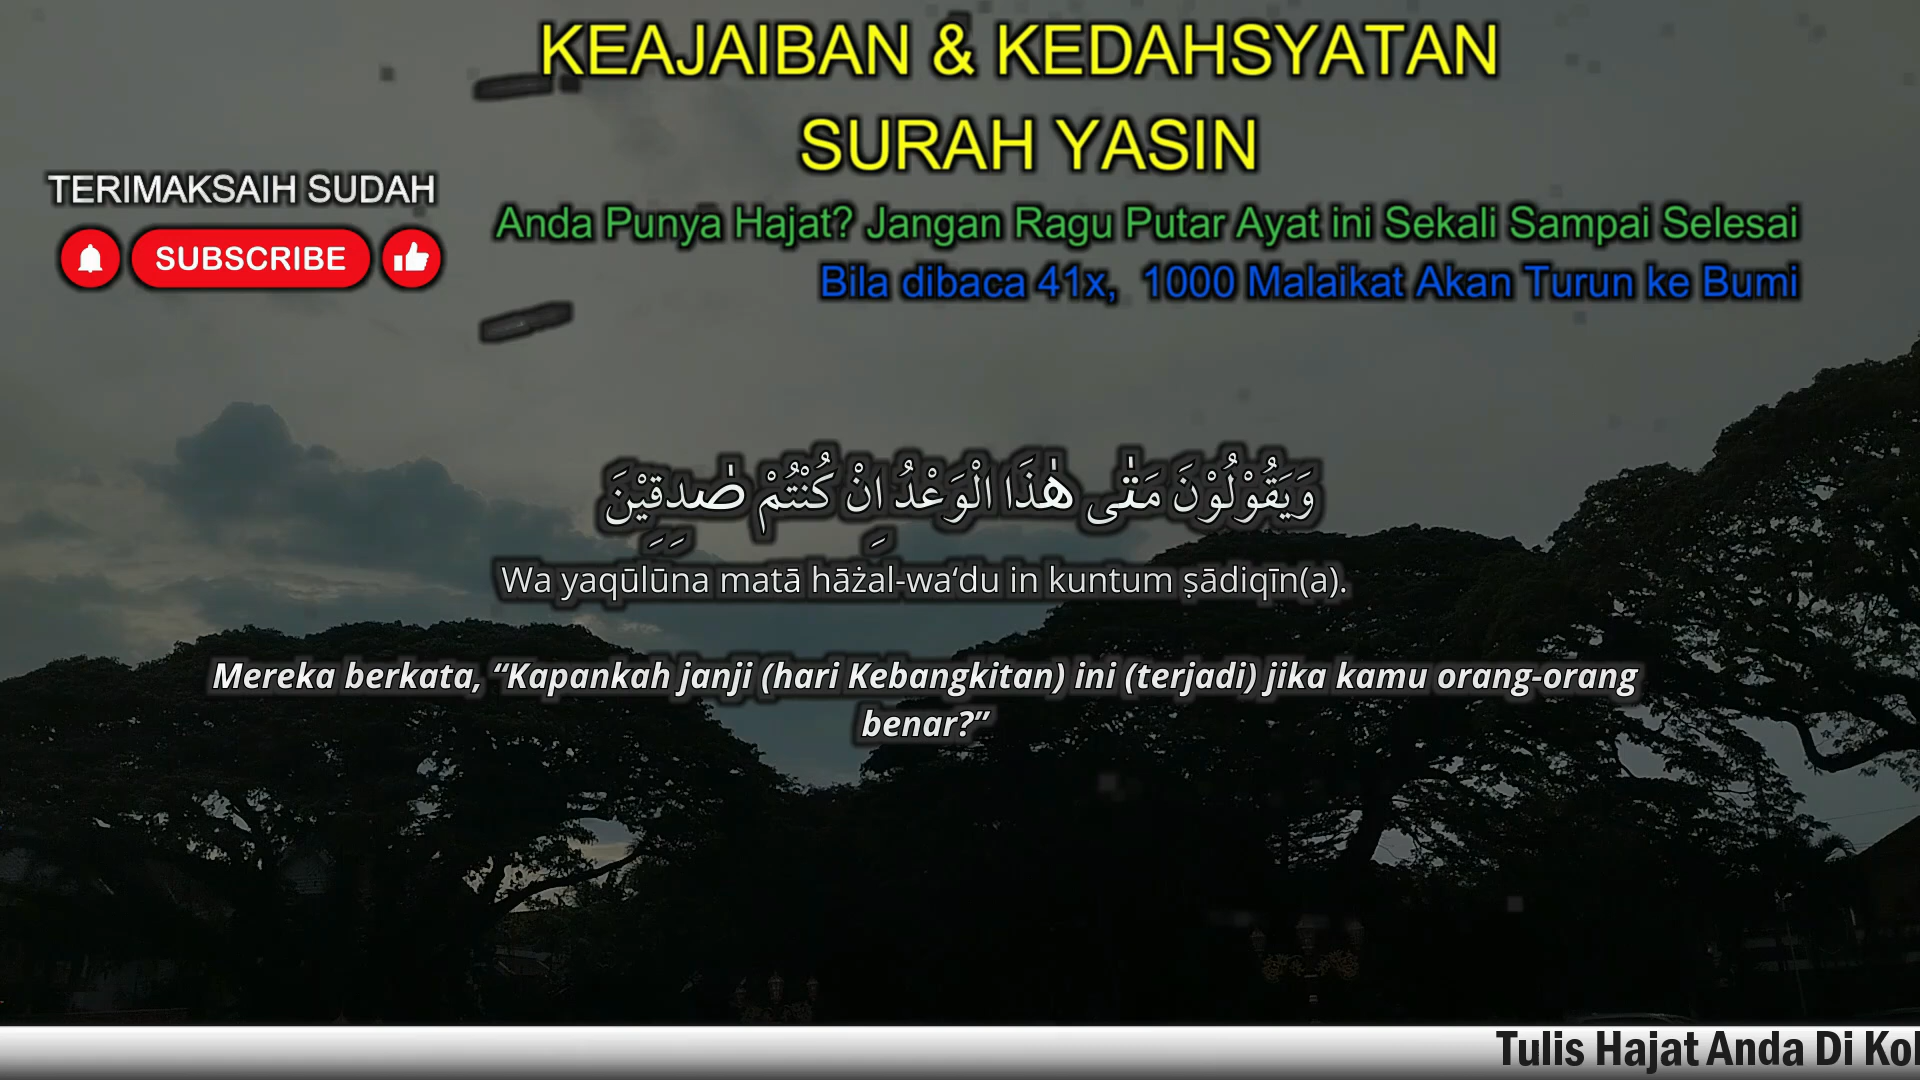 KEAJAIBAN & KEDAHSYATAN
SURAH YASIN
TERIMAKSAIH SUDAH
SUBSCRIBE
Anda Punya Hajat? Jangan Ragu Putar Ayat ini Sekali Sampai Selesai
Bila dibaca 41x, 1000 Malaikat Akan Turun ke Bumi
وَيَقُوْلُوْنَ مَتٰى هٰذَا الْوَعْدُ اِنْ كُنْتُمْ صٰدِقِيْنَ
Wa yaqūlūna matā hāżal-wa‘du in kuntum ṣādiqīn(a).
Mereka berkata, “Kapankah janji (hari Kebangkitan) ini (terjadi) jika kamu orang-orang
benar?”
Tulis Hajat Anda Di